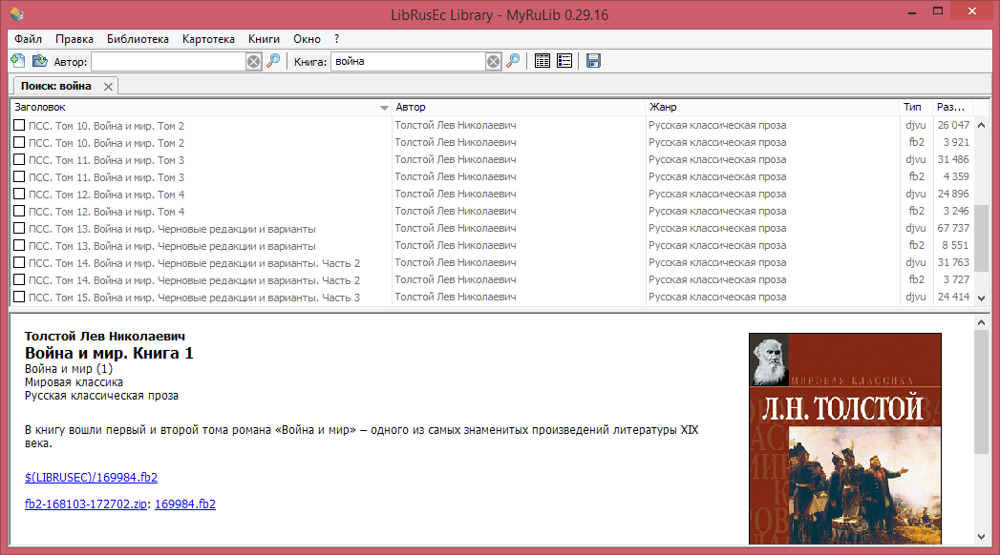 LibRusEc Library - MyRuLib 0.29.16
Файл Правка Библиотека Картотека Книги Окно ?
Автор: Книга: война
Поиск: война
Заголовок Автор Жанр Тип Раз...
ПСС. Том 10. Война и мир. Том 2 Толстой Лев Николаевич Русская классическая проза djvu 26 047
ПСС. Том 10. Война и мир. Том 2 Толстой Лев Николаевич Русская классическая проза fb2 3 921
ПСС. Том 11. Война и мир. Том 3 Толстой Лев Николаевич Русская классическая проза djvu 31 486
ПСС. Том 11. Война и мир. Том 3 Толстой Лев Николаевич Русская классическая проза fb2 4 359
ПСС. Том 12. Война и мир. Том 4 Толстой Лев Николаевич Русская классическая проза djvu 24 896
ПСС. Том 12. Война и мир. Том 4 Толстой Лев Николаевич Русская классическая проза fb2 3 246
ПСС. Том 13. Война и мир. Черновые редакции и варианты Толстой Лев Николаевич Русская классическая проза djvu 67 737
ПСС. Том 13. Война и мир. Черновые редакции и варианты Толстой Лев Николаевич Русская классическая проза fb2 8 551
ПСС. Том 14. Война и мир. Черновые редакции и варианты. Часть 2 Толстой Лев Николаевич Русская классическая проза djvu 31 763
ПСС. Том 14. Война и мир. Черновые редакции и варианты. Часть 2 Толстой Лев Николаевич Русская классическая проза fb2 3 727
ПСС. Том 15. Война и мир. Черновые редакции и варианты. Часть 3 Толстой Лев Николаевич Русская классическая проза djvu 24 414
Толстой Лев Николаевич
Война и мир. Книга 1
Война и мир (1)
Мировая классика
Русская классическая проза
В книгу вошли первый и второй тома романа «Война и мир» – одного из самых знаменитых произведений литературы XIX
века.
$(LIBRUSEC)/169984.fb2
fb2-168103-172702.zip: 169984.fb2
МИРОВАЯ КЛАССИКА
Л.Н. ТОЛСТОЙ